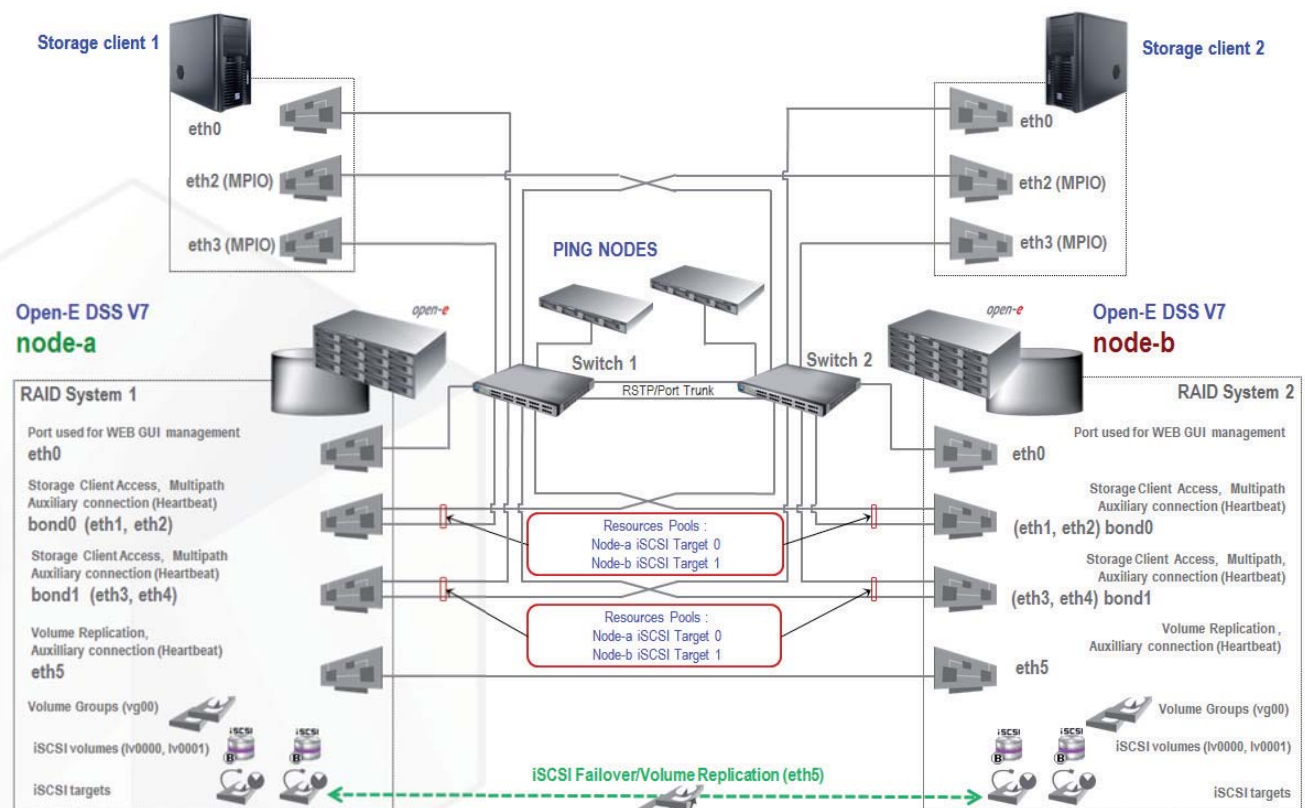 Storage client 1
eth0
eth2 (MPIO)
eth3 (MPIO)
Storage client 2
eth0
eth2 (MPIO)
eth3 (MPIO)
PING NODES
Switch 1
Switch 2
RSTP/Port Trunk
Open-E DSS V7
node-a
open-e
RAID System 1
Port used for WEB GUI management
eth0
Storage Client Access, Multipath
Auxiliary connection (Heartbeat)
bond0 (eth1, eth2)
Storage Client Access, Multipath
Auxiliary connection (Heartbeat)
bond1 (eth3, eth4)
Volume Replication,
Auxilliary connection (Heartbeat)
eth5
Volume Groups (vg00)
iSCSI volumes (lv0000, lv0001)
iSCSI
B
iSCSI
B
iSCSI targets
Resources Pools :
Node-a iSCSI Target 0
Node-b iSCSI Target 1
Resources Pools :
Node-a iSCSI Target 0
Node-b iSCSI Target 1
iSCSI Failover/Volume Replication (eth5)
open-e
Open-E DSS V7
node-b
RAID System 2
Port used for WEB GUI management
eth0
Storage Client Access, Multipath
Auxiliary connection (Heartbeat)
(eth1, eth2) bond0
Storage Client Access, Multipath,
Auxiliary connection (Heartbeat)
(eth3, eth4) bond1
Volume Replication ,
Auxilliary connection (Heartbeat)
eth5
Volume Groups (vg00)
iSCSI volumes (lv0000, lv0001)
iSCSI
B
iSCSI
B
iSCSI targets